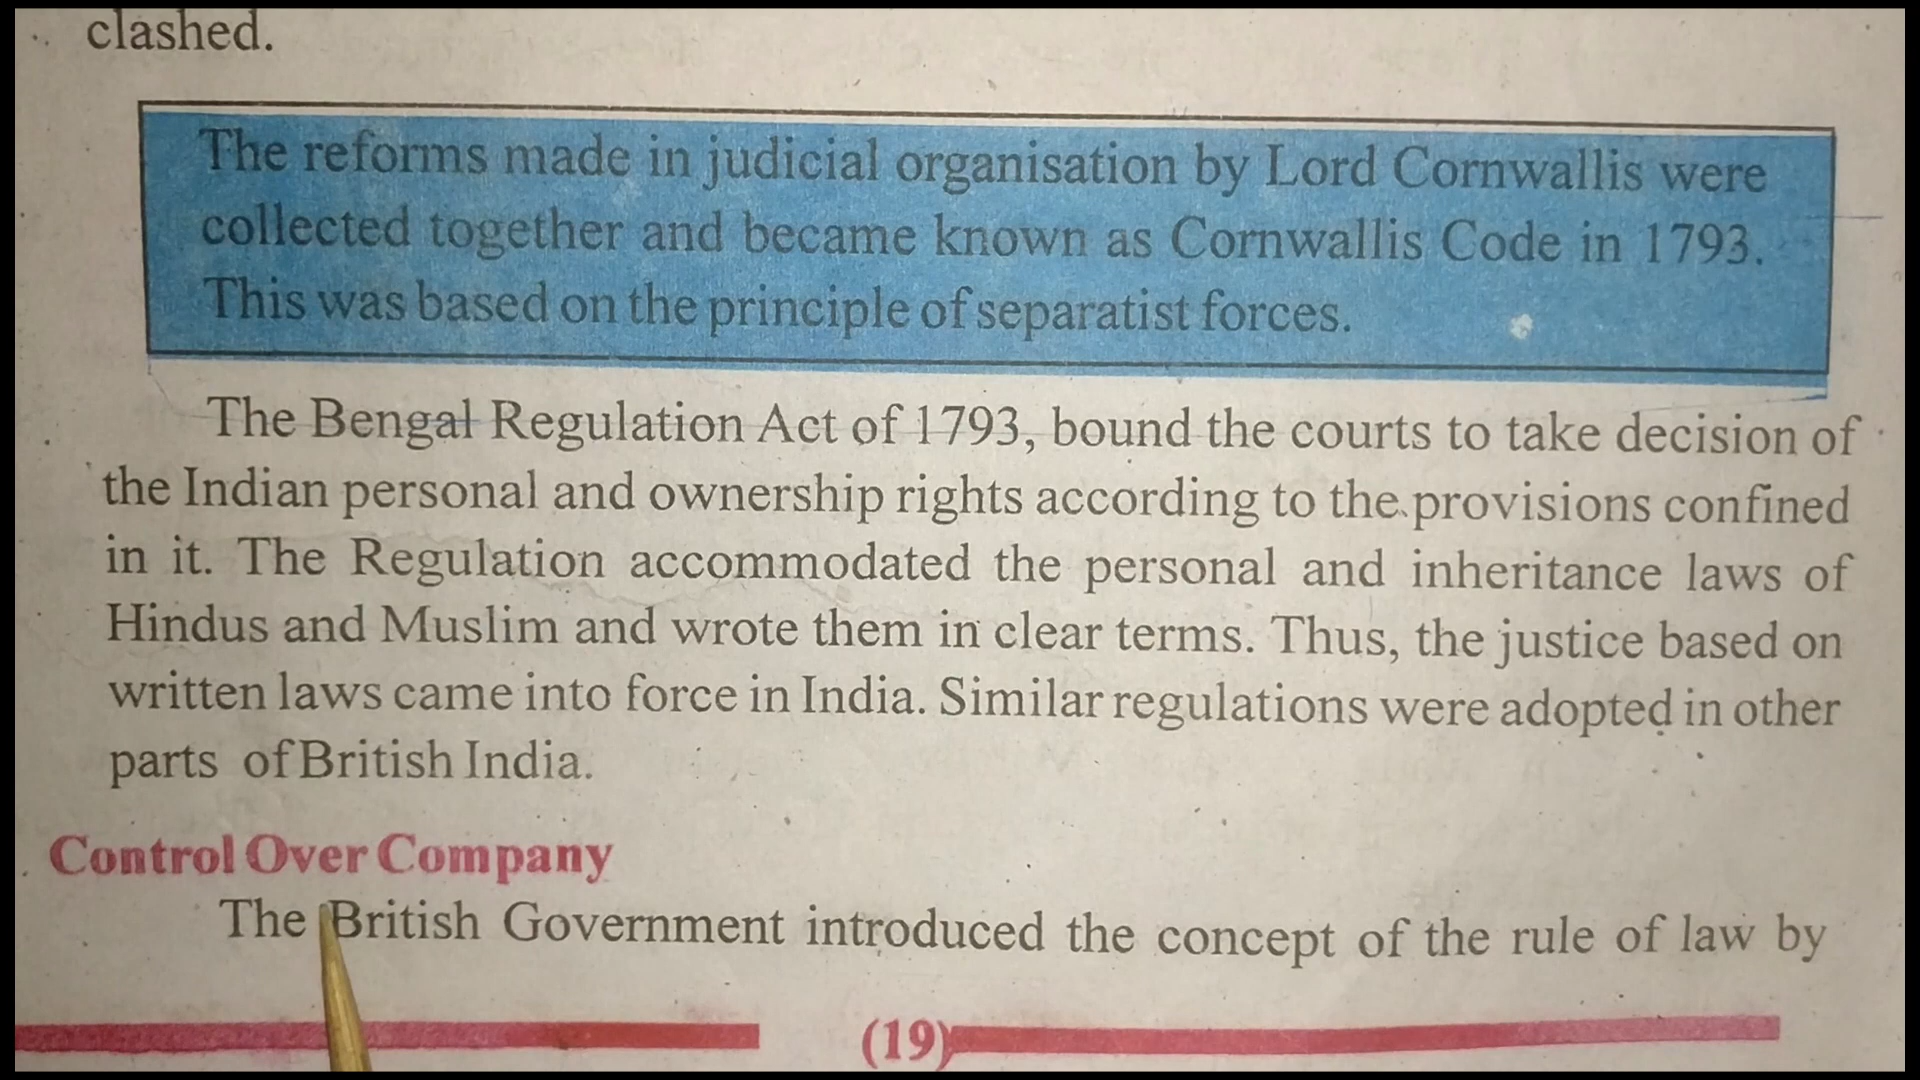 clashed.
The reforms made in judicial organisation by Lord Cornwallis were
collected together and became known as Cornwallis Code in 1793.
This was based on the principle of separatist forces.
The Bengal Regulation Act of 1793, bound the courts to take decision of
the Indian personal and ownership rights according to the provisions confined
in it. The Regulation accommodated the personal and inheritance laws of
Hindus and Muslim and wrote them in clear terms. Thus, the justice based on
written laws came into force in India. Similar regulations were adopted in other
parts of British India.
Control Over Company
The British Government introduced the concept of the rule of law by
(19)